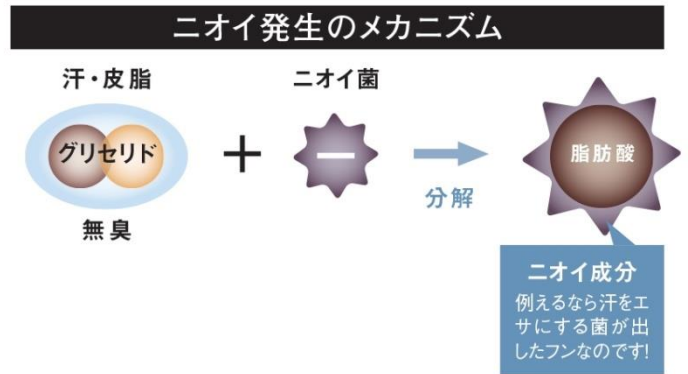 ニオイ発生のメカニズム
汗・皮脂
ニオイ菌
グリセリド
+
−
脂肪酸
分解
無臭
ニオイ成分
例えるなら汗をエ
サにする菌が出
したフンなのです!